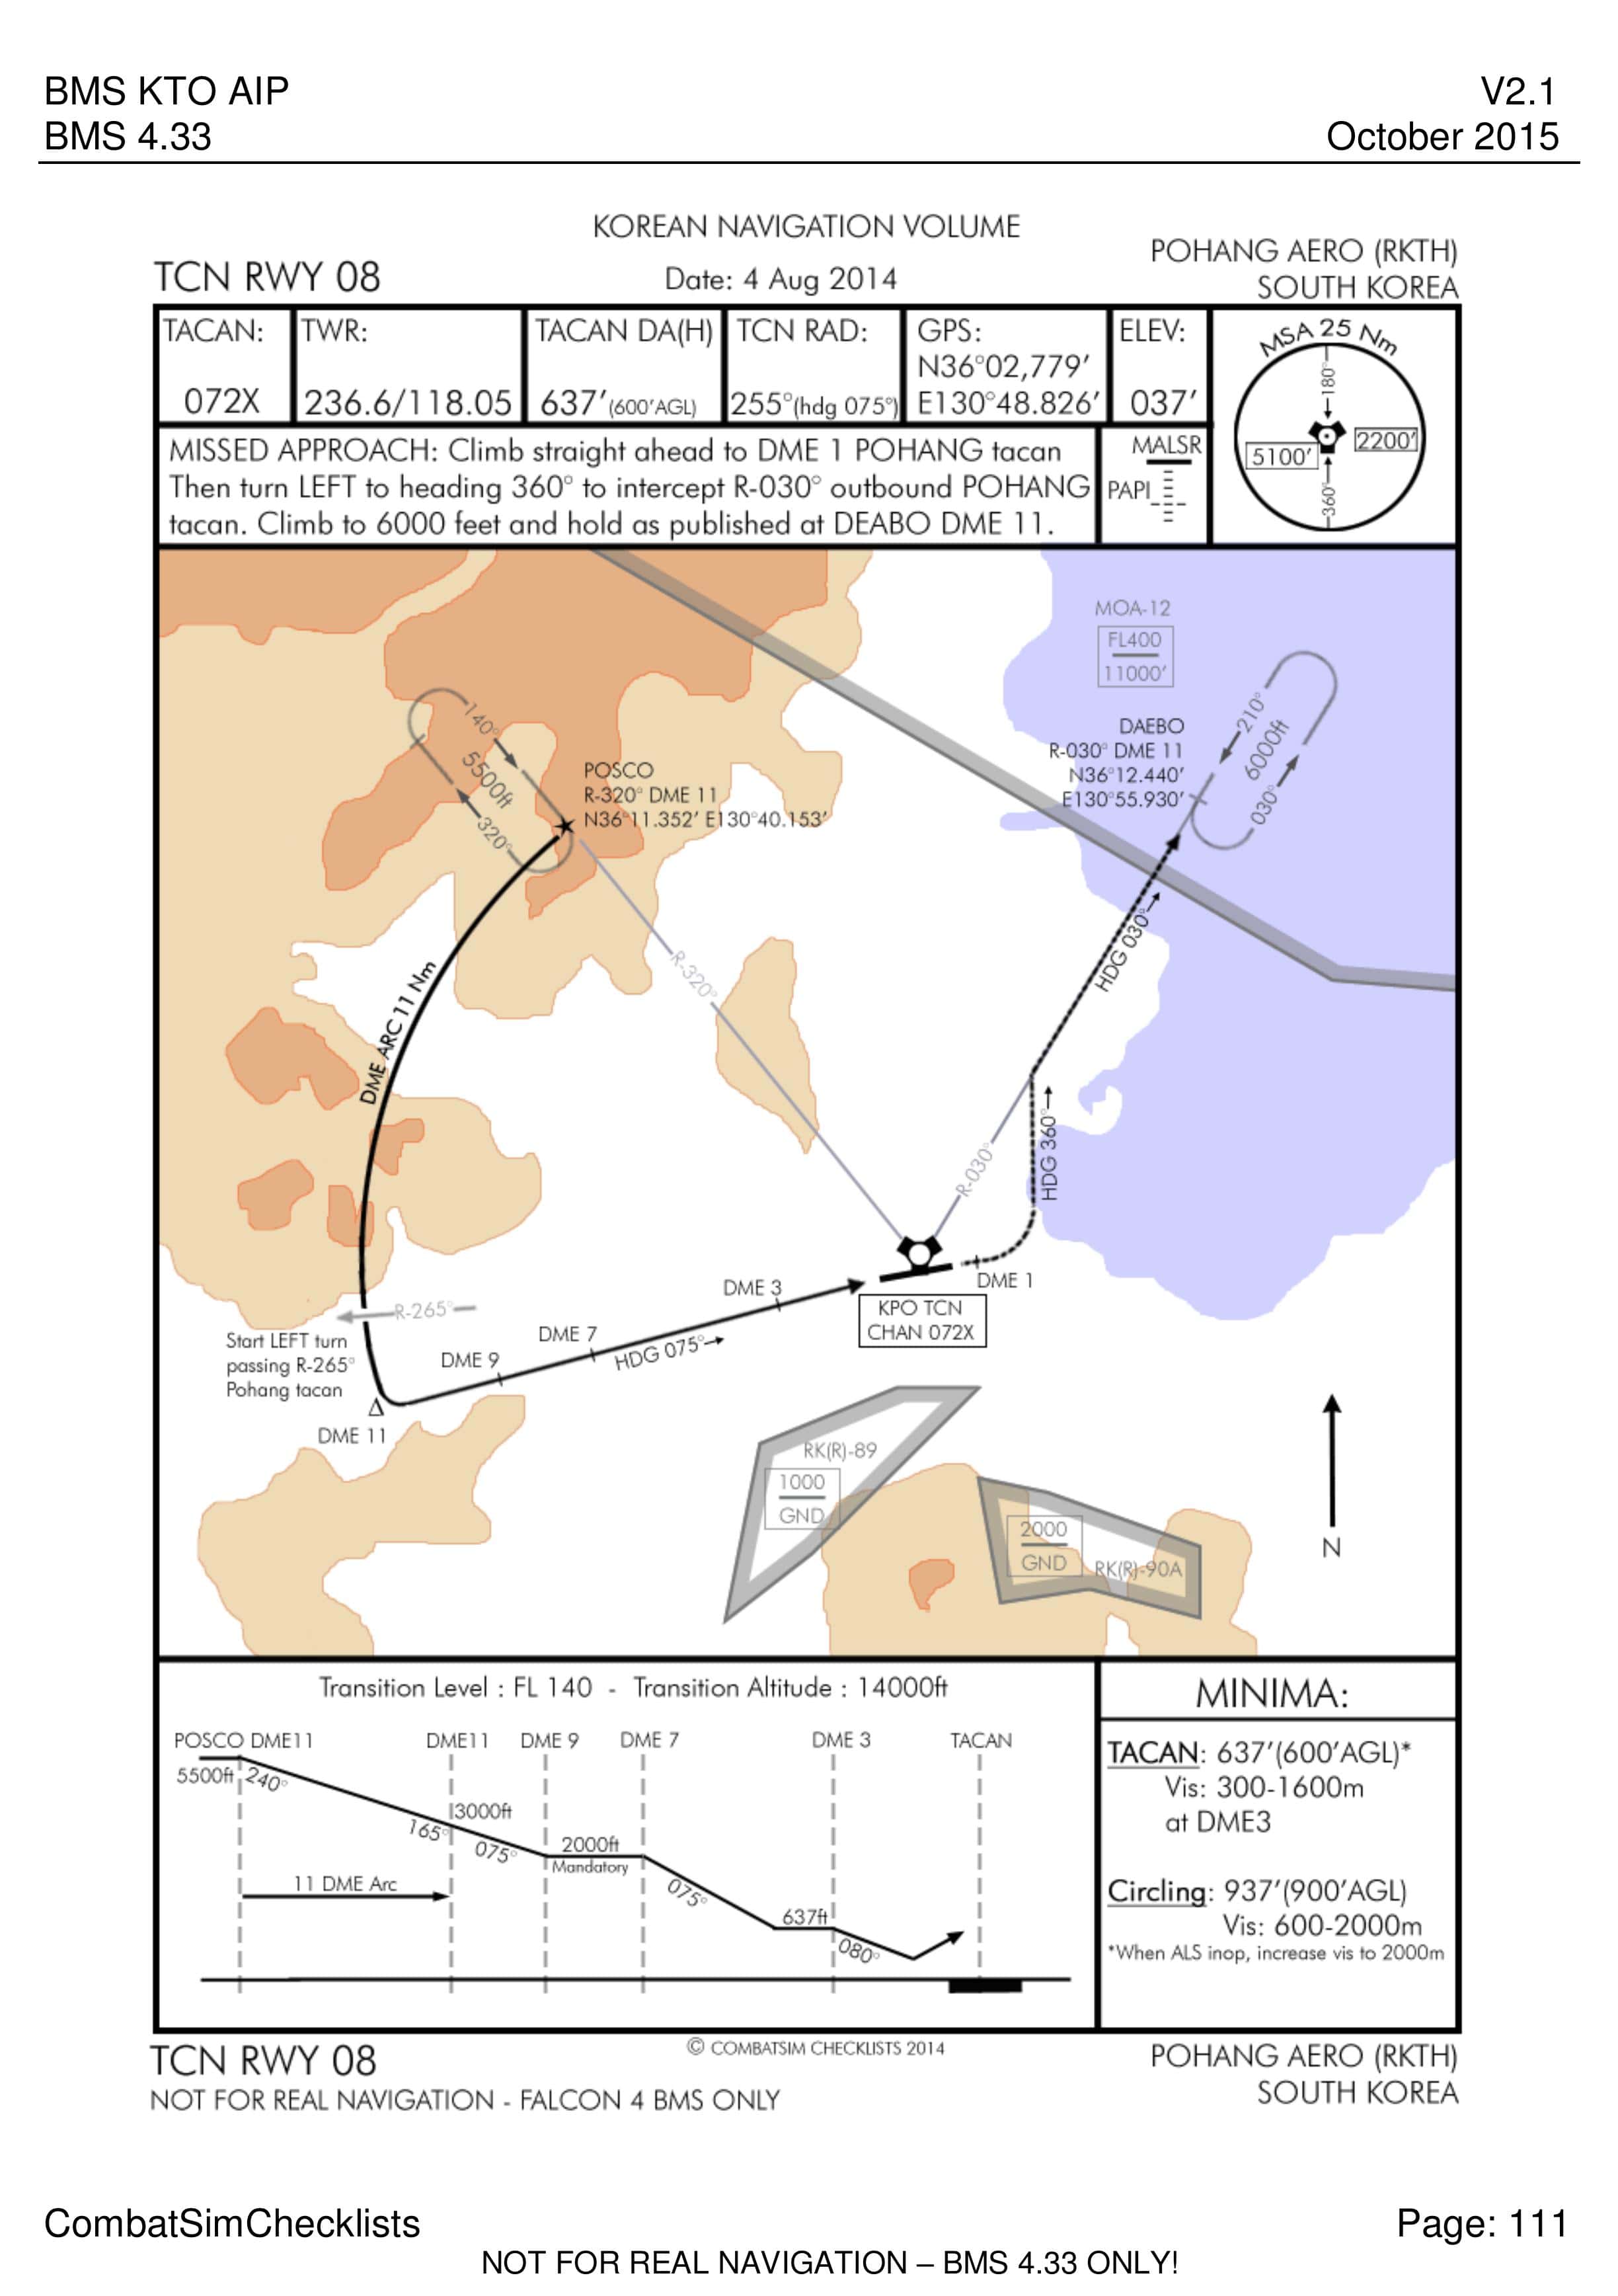 BMS KTO AIP
V2.1
BMS 4.33
October 2015
KOREAN NAVIGATION VOLUME
TCN RWY 08
Date: 4 Aug 2014
POHANG AERO (RKTH)
SOUTH KOREA
TACAN:
072X
TWR:
236.6/118.05
TACAN DA(H)
637'(600'AGL)
TCN RAD:
255°(hdg 075°)
GPS:
N36°02,779'
E130°48.826'
ELEV:
037'
MSA 25 Nm
180°
5100'
2200'
360°
MISSED APPROACH: Climb straight ahead to DME 1 POHANG tacan
Then turn LEFT to heading 360° to intercept R-030° outbound POHANG
tacan. Climb to 6000 feet and hold as published at DEABO DME 11.
MALSR
PAPI
MOA-12
FL400
11000'
DAEBO
R-030° DME 11
N36°12.440'
E130°55.930'
210°
6000ft
030°
140°
5500ft
320°
POSCO
R-320° DME 11
N36°11.352' E130°40.153'
R-320°
HDG 030°
DME ARC 11 Nm
HDG 360°
R-030°
DME 1
DME 3
KPO TCN
CHAN 072X
R-265°
Start LEFT turn
passing R-265°
Pohang tacan
DME 7
HDG 075°
DME 9
DME 11
RK(R)-89
1000
GND
2000
GND
RK(R)-90A
N
Transition Level : FL 140 - Transition Altitude : 14000ft
POSCO DME11
DME11
DME 9
DME 7
DME 3
TACAN
5500ft
240°
3000ft
165°
075°
2000ft
Mandatory
075°
11 DME Arc
637ft
080°
MINIMA:
TACAN: 637'(600'AGL)*
Vis: 300-1600m
at DME3
Circling: 937'(900'AGL)
Vis: 600-2000m
*When ALS inop, increase vis to 2000m
TCN RWY 08
© COMBATSIM CHECKLISTS 2014
POHANG AERO (RKTH)
NOT FOR REAL NAVIGATION - FALCON 4 BMS ONLY
SOUTH KOREA
CombatSimChecklists
Page: 111
NOT FOR REAL NAVIGATION – BMS 4.33 ONLY!